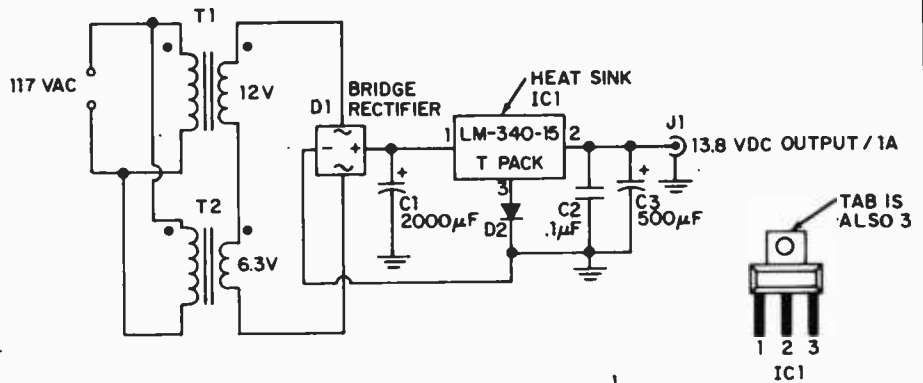 T1
117 VAC
12V
T2
6.3V
D1
BRIDGE
RECTIFIER
~
- +
~
+
C1
2000µF
HEAT SINK
IC1
1
LM-340-15
T PACK
2
3
D2
C2
.1µF
+
C3
500µF
J1
13.8 VDC OUTPUT / 1A
TAB IS
ALSO 3
1 2 3
IC1